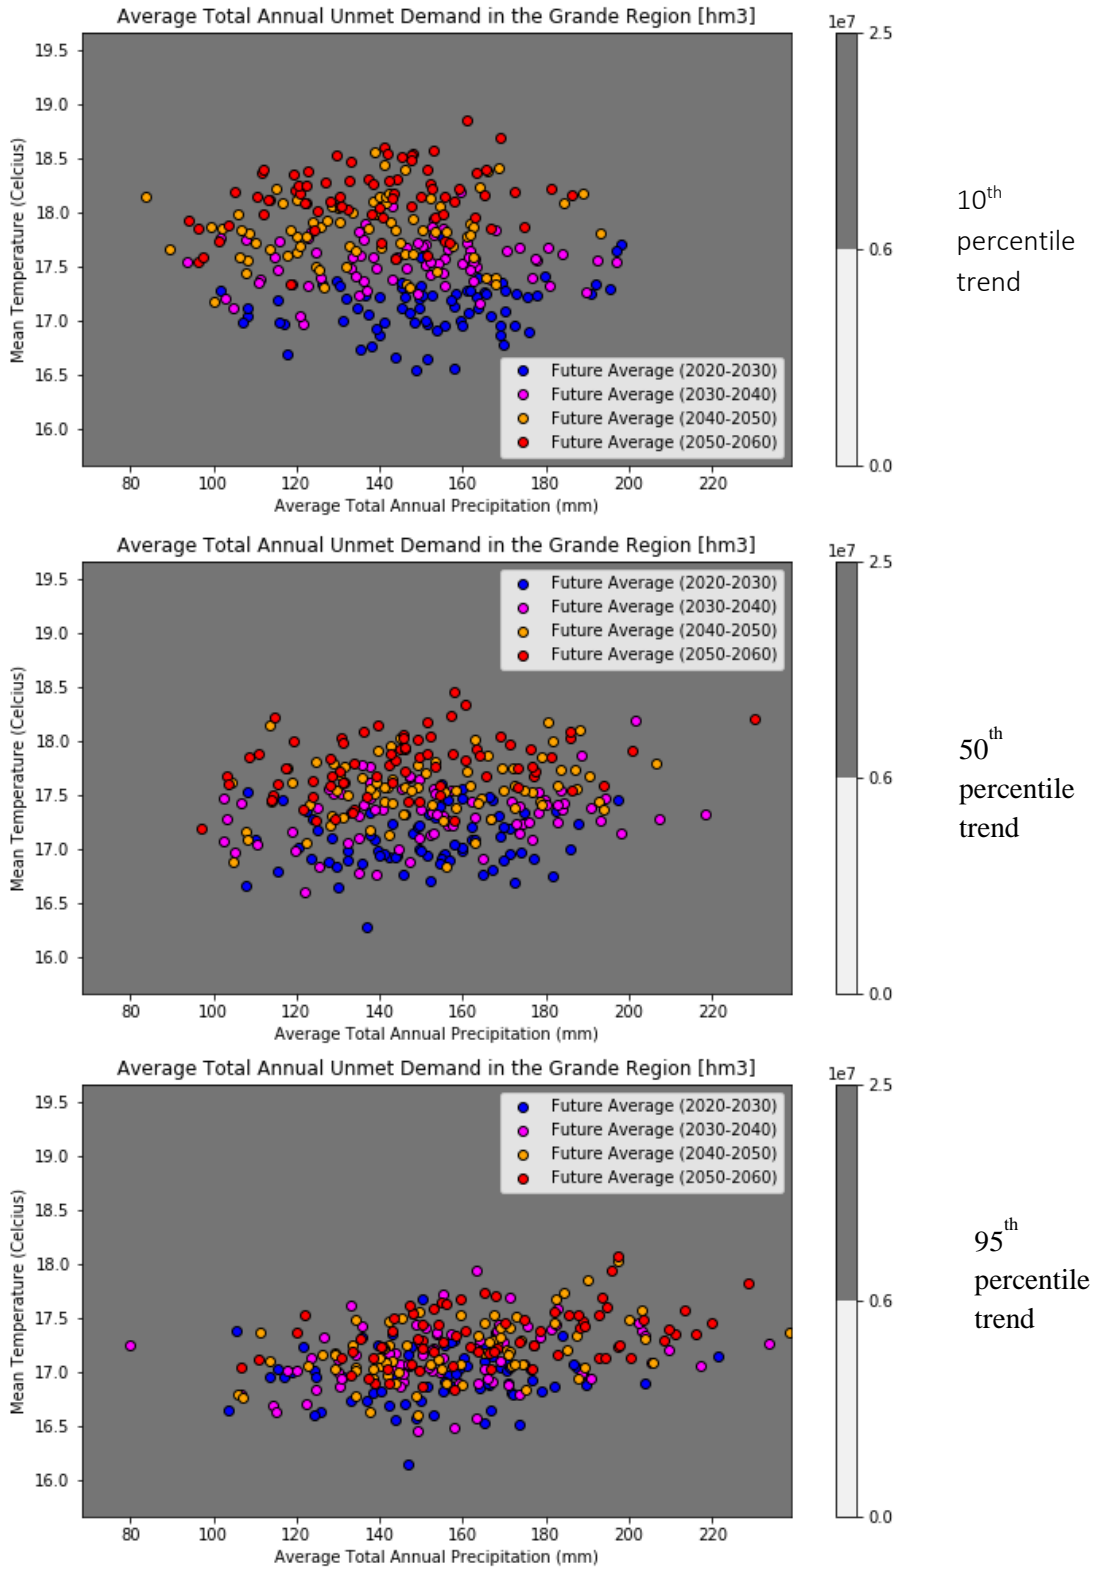 Average Total Annual Unmet Demand in the Grande Region [hm3]
1e7
2.5
0.6
0.0
19.5
19.0
18.5
18.0
17.5
17.0
16.5
16.0
Mean Temperature (Celcius)
Future Average (2020-2030)
Future Average (2030-2040)
Future Average (2040-2050)
Future Average (2050-2060)
80 100 120 140 160 180 200 220
Average Total Annual Precipitation (mm)
10th
percentile
trend
Average Total Annual Unmet Demand in the Grande Region [hm3]
1e7
2.5
0.6
0.0
19.5
19.0
18.5
18.0
17.5
17.0
16.5
16.0
Mean Temperature (Celcius)
Future Average (2020-2030)
Future Average (2030-2040)
Future Average (2040-2050)
Future Average (2050-2060)
80 100 120 140 160 180 200 220
Average Total Annual Precipitation (mm)
50th
percentile
trend
Average Total Annual Unmet Demand in the Grande Region [hm3]
1e7
2.5
0.6
0.0
19.5
19.0
18.5
18.0
17.5
17.0
16.5
16.0
Mean Temperature (Celcius)
Future Average (2020-2030)
Future Average (2030-2040)
Future Average (2040-2050)
Future Average (2050-2060)
80 100 120 140 160 180 200 220
Average Total Annual Precipitation (mm)
95th
percentile
trend